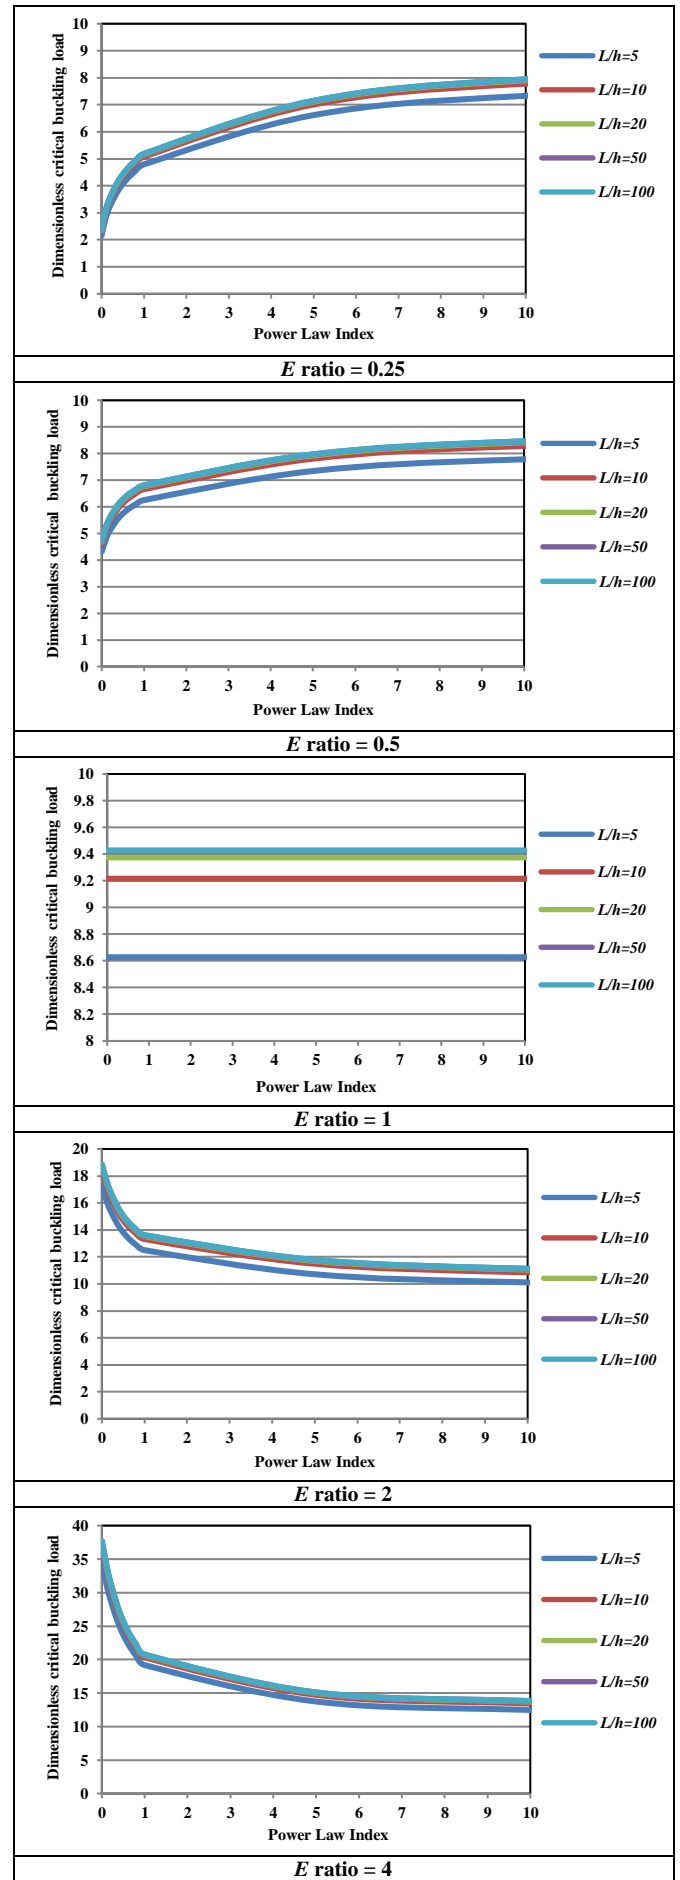 Dimensionless critical buckling load
10
9
8
7
6
5
4
3
2
1
0
0 1 2 3 4 5 6 7 8 9 10
Power Law Index
L/h=5
L/h=10
L/h=20
L/h=50
L/h=100
E ratio = 0.25
Dimensionless critical buckling load
10
9
8
7
6
5
4
3
2
1
0
0 1 2 3 4 5 6 7 8 9 10
Power Law Index
L/h=5
L/h=10
L/h=20
L/h=50
L/h=100
E ratio = 0.5
Dimensionless critical buckling load
10
9.8
9.6
9.4
9.2
9
8.8
8.6
8.4
8.2
8
0 1 2 3 4 5 6 7 8 9 10
Power Law Index
L/h=5
L/h=10
L/h=20
L/h=50
L/h=100
E ratio = 1
Dimensionless critical buckling load
20
18
16
14
12
10
8
6
4
2
0
0 1 2 3 4 5 6 7 8 9 10
Power Law Index
L/h=5
L/h=10
L/h=20
L/h=50
L/h=100
E ratio = 2
Dimensionless critical buckling load
40
35
30
25
20
15
10
5
0
0 1 2 3 4 5 6 7 8 9 10
Power Law Index
L/h=5
L/h=10
L/h=20
L/h=50
L/h=100
E ratio = 4